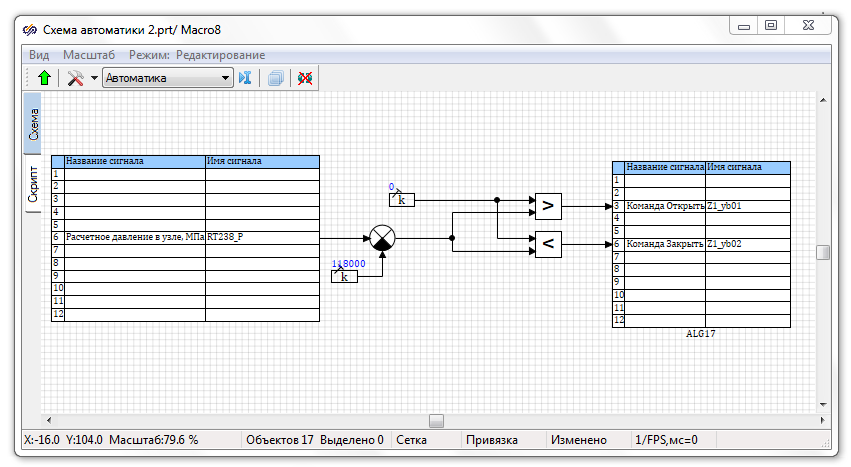 Схема автоматики 2.prt/ Macro8
Вид Масштаб Режим: Редактирование
Автоматика
Схема
Скрипт
Название сигнала Имя сигнала
1
2
3
4
5
6 Расчетное давление в узле, МПа RT238_P
7
8
9
10
11
12
0
k
118000
k
>
<
Название сигнала Имя сигнала
1
2
3 Команда Открыть Z1_yb01
4
5
6 Команда Закрыть Z1_yb02
7
8
9
10
11
12
ALG17
X:-16.0 Y:104.0 Масштаб:79.6 % Объектов 17 Выделено 0 Сетка Привязка Изменено 1/FPS,мс=0